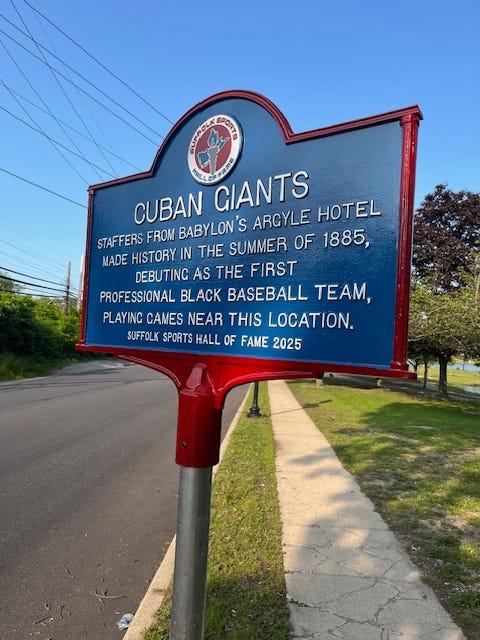 SUFFOLK SPORTS
HALL OF FAME
CUBAN GIANTS
STAFFERS FROM BABYLON'S ARGYLE HOTEL
MADE HISTORY IN THE SUMMER OF 1885,
DEBUTING AS THE FIRST
PROFESSIONAL BLACK BASEBALL TEAM,
PLAYING GAMES NEAR THIS LOCATION.
SUFFOLK SPORTS HALL OF FAME 2025